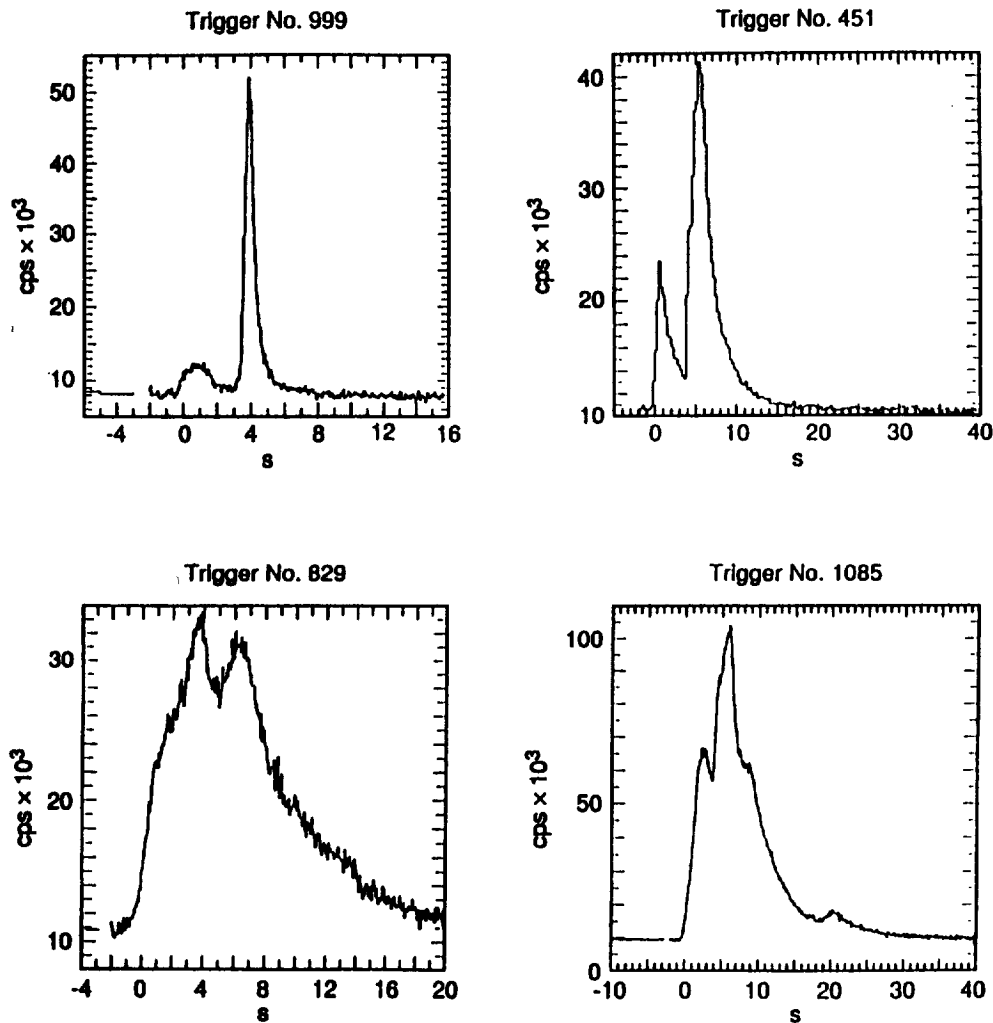 Trigger No. 999
50
40
30
20
10
cps × 10³
-4 0 4 8 12 16
s
Trigger No. 451
40
30
20
10
cps × 10³
0 10 20 30 40
s
Trigger No. 829
30
20
10
cps × 10³
-4 0 4 8 12 16 20
s
Trigger No. 1085
100
50
0
cps × 10³
-10 0 10 20 30 40
s